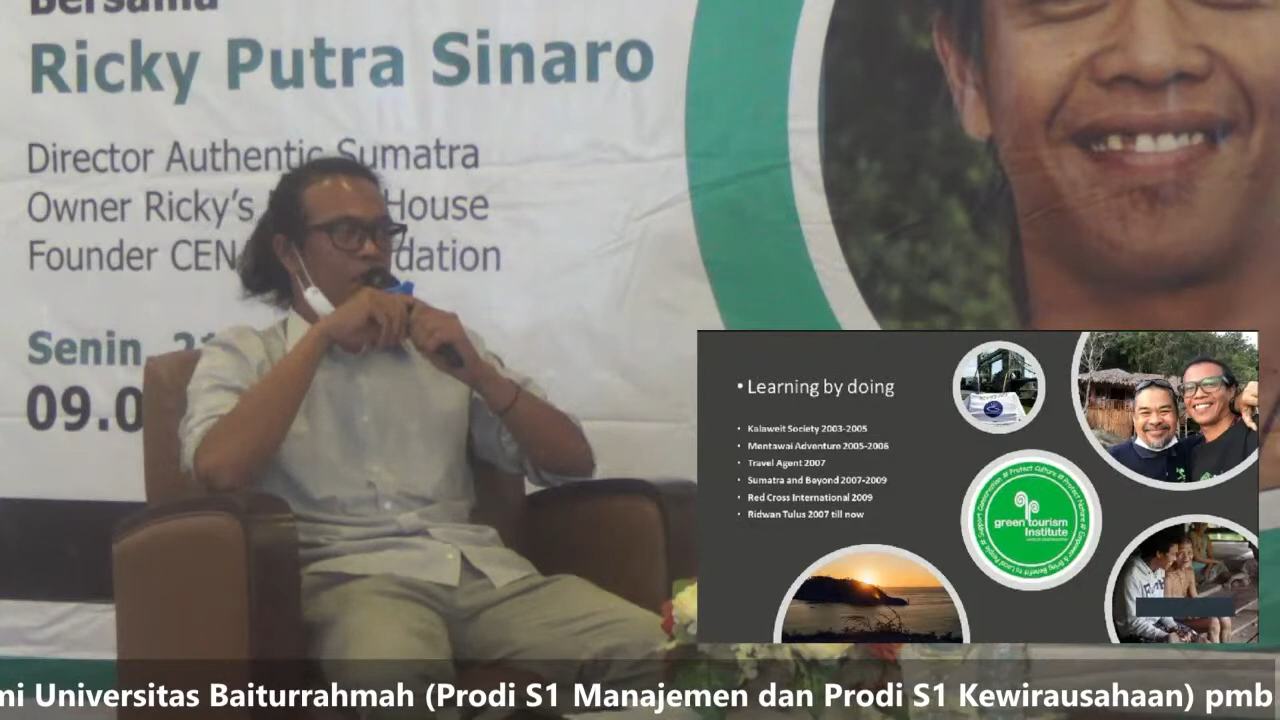 Bersama
Ricky Putra Sinaro
Director Authentic Sumatra
Owner Ricky's House
Founder CEN dation
Senin, 21
09.0
• Learning by doing
• Kalaweit Society 2003-2005
• Mentawai Adventure 2005-2006
• Travel Agent 2007
• Sumatra and Beyond 2007-2009
• Red Cross International 2009
• Ridwan Tulus 2007 till now
green tourism
Institute
mi Universitas Baiturrahmah (Prodi S1 Manajemen dan Prodi S1 Kewirausahaan) pmb